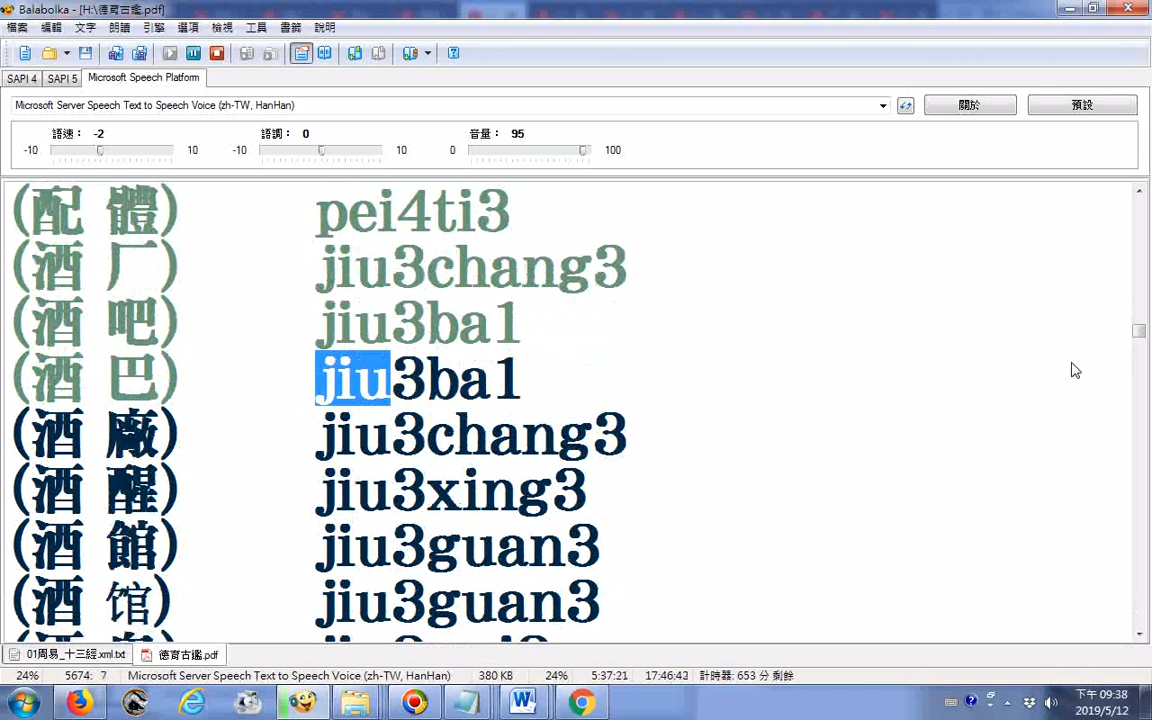 Balabolka - [H:\德育古鑑.pdf]
檔案 編輯 文字 朗讀 引擎 選項 檢視 工具 書籤 說明
SAPI 4 SAPI 5 Microsoft Speech Platform
Microsoft Server Speech Text to Speech Voice (zh-TW, HanHan) 關於 預設
語速： -2 語調： 0 音量： 95
-10 10 -10 10 0 100
(配 體) pei4ti3
(酒 厂) jiu3chang3
(酒 吧) jiu3ba1
(酒 巴) jiu3ba1
(酒 廠) jiu3chang3
(酒 醒) jiu3xing3
(酒 館) jiu3guan3
(酒 馆) jiu3guan3
01周易_十三經.xml.txt 德育古鑑.pdf
24% 5674: 7 Microsoft Server Speech Text to Speech Voice (zh-TW, HanHan) 380 KB 24% 5:37:21 17:46:42 計時器: 653 分 剩餘
下午 09:38
2019/5/12